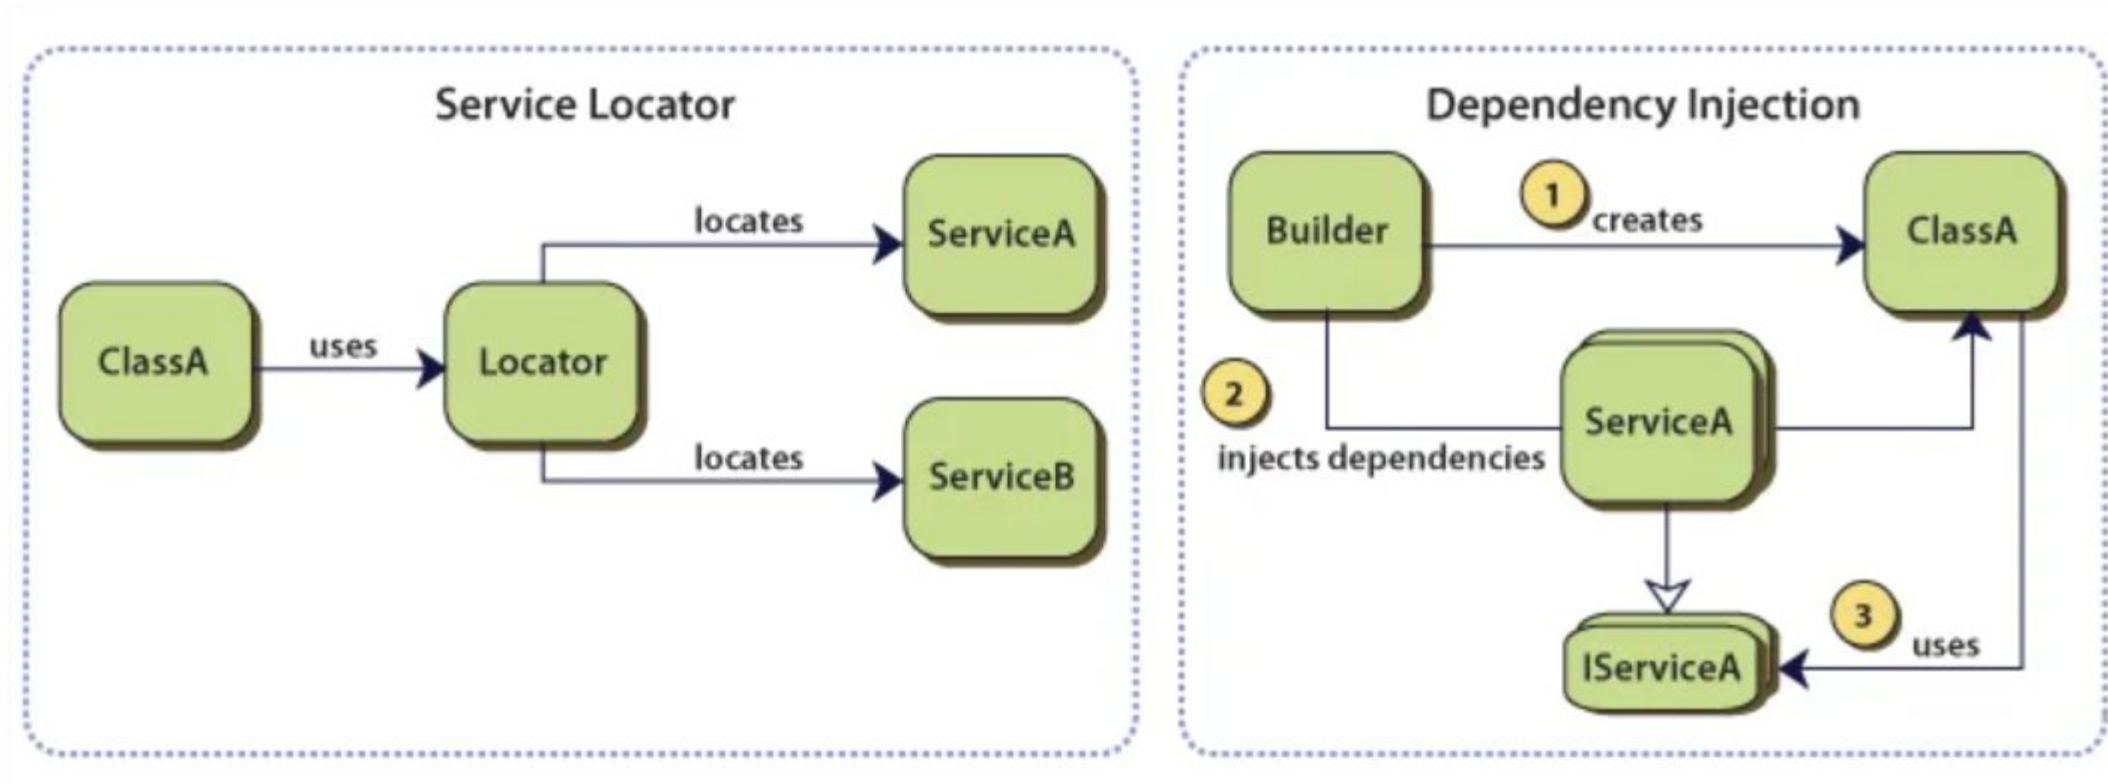 Service Locator
ClassA
uses
Locator
locates
ServiceA
locates
ServiceB
Dependency Injection
Builder
1
creates
ClassA
2
injects dependencies
ServiceA
3
uses
IServiceA